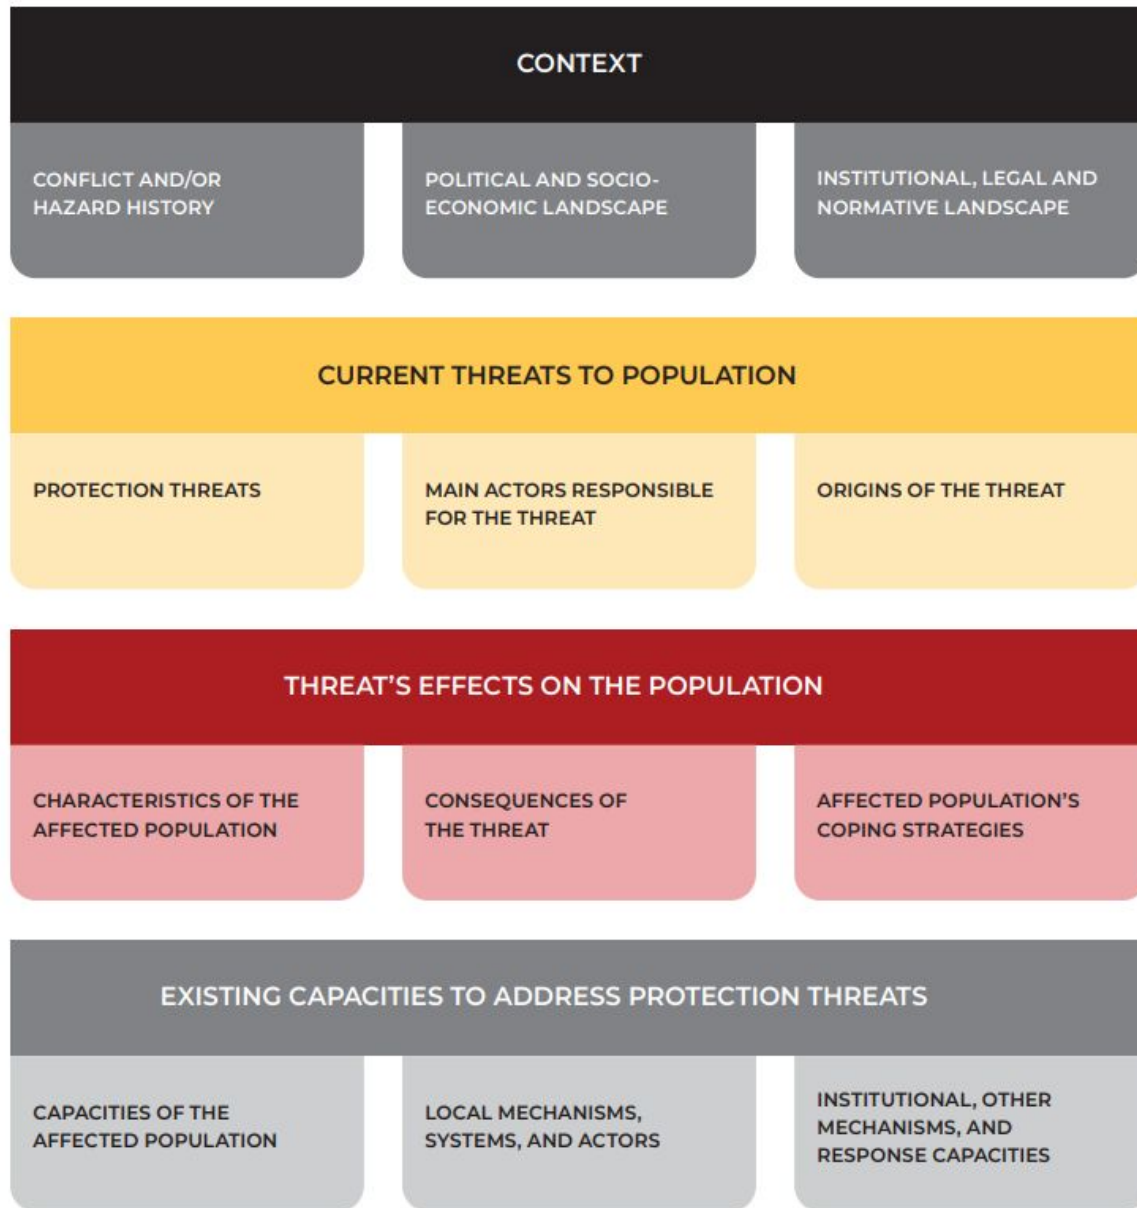 CONTEXT
CONFLICT AND/OR
HAZARD HISTORY
POLITICAL AND SOCIO-
ECONOMIC LANDSCAPE
INSTITUTIONAL, LEGAL AND
NORMATIVE LANDSCAPE
CURRENT THREATS TO POPULATION
PROTECTION THREATS
MAIN ACTORS RESPONSIBLE
FOR THE THREAT
ORIGINS OF THE THREAT
THREAT’S EFFECTS ON THE POPULATION
CHARACTERISTICS OF THE
AFFECTED POPULATION
CONSEQUENCES OF
THE THREAT
AFFECTED POPULATION’S
COPING STRATEGIES
EXISTING CAPACITIES TO ADDRESS PROTECTION THREATS
CAPACITIES OF THE
AFFECTED POPULATION
LOCAL MECHANISMS,
SYSTEMS, AND ACTORS
INSTITUTIONAL, OTHER
MECHANISMS, AND
RESPONSE CAPACITIES